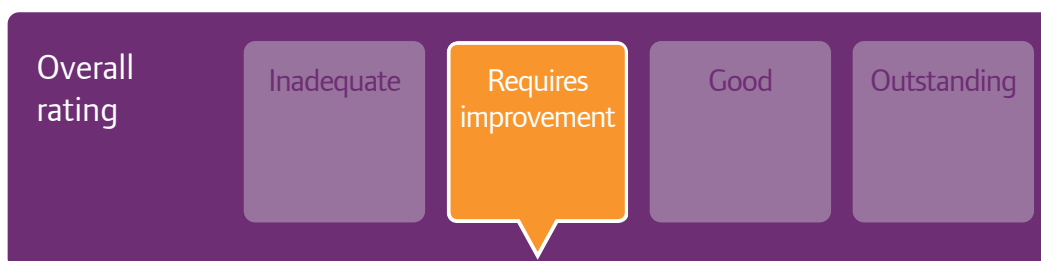 Overall
rating
Inadequate
Requires
improvement
Good
Outstanding